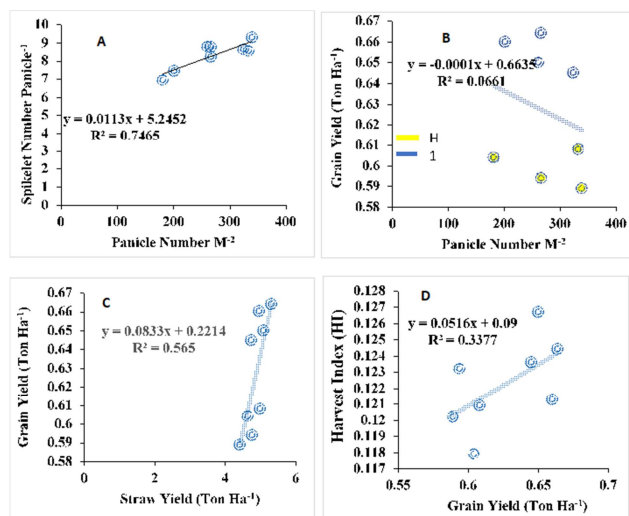 A
Spikelet Number Panicle⁻¹
10
9
8
7
6
5
4
3
2
1
0
y = 0.0113x + 5.2452
R² = 0.7465
0 100 200 300 400
Panicle Number M⁻²
B
Grain Yield (Ton Ha⁻¹)
0.67
0.66
0.65
0.64
0.63
0.62
0.61
0.6
0.59
0.58
y = -0.0001x + 0.6635
R² = 0.0661
H
1
0 100 200 300 400
Panicle Number M⁻²
C
Grain Yield (Ton Ha⁻¹)
0.67
0.66
0.65
0.64
0.63
0.62
0.61
0.6
0.59
0.58
y = 0.0833x + 0.2214
R² = 0.565
0 2 4 6
Straw Yield (Ton Ha⁻¹)
D
Harvest Index (HI)
0.128
0.127
0.126
0.124
0.123
0.121
0.12
0.118
0.117
y = 0.0516x + 0.09
R² = 0.3377
0.55 0.6 0.65 0.7
Grain Yield (Ton Ha⁻¹)